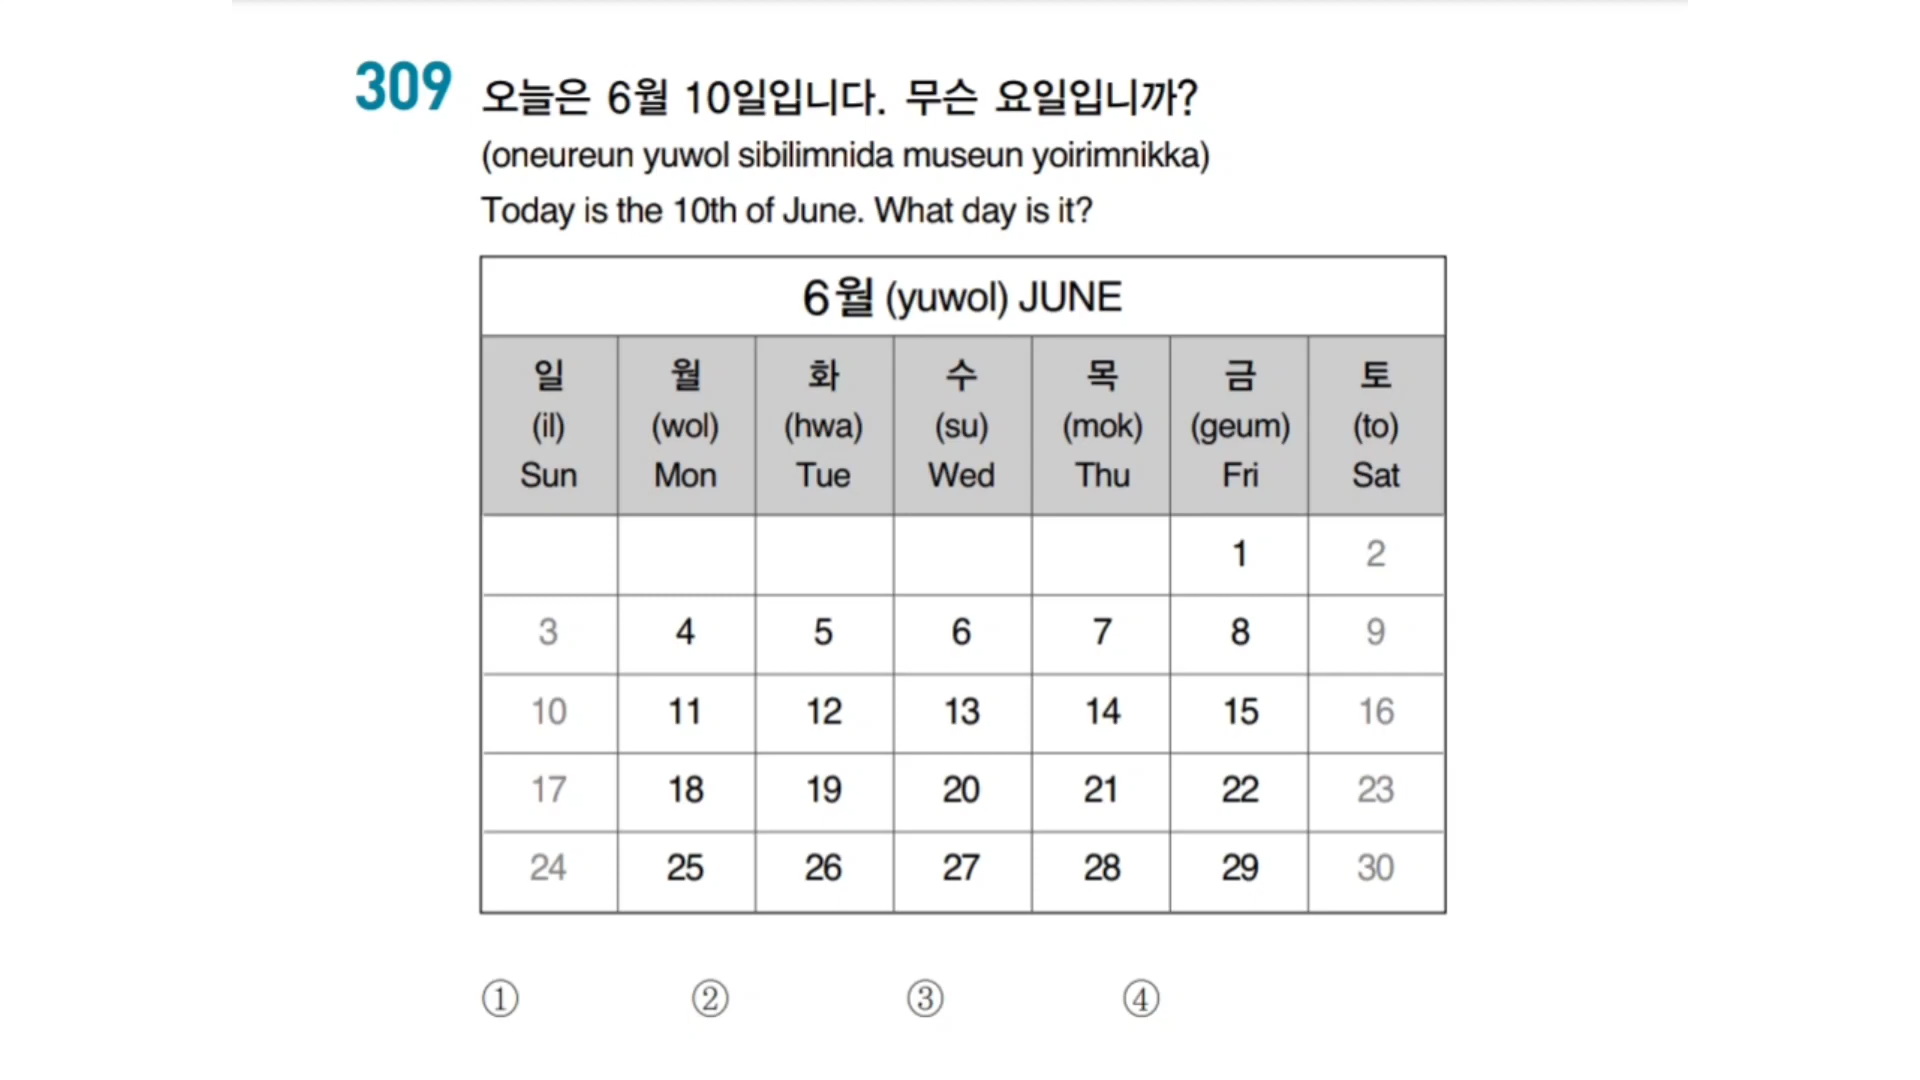 309 오늘은 6월 10일입니다. 무슨 요일입니까?
(oneureun yuwol sibilimnida museun yoirimnikka)
Today is the 10th of June. What day is it?
6월 (yuwol) JUNE
일 월 화 수 목 금 토
(il) (wol) (hwa) (su) (mok) (geum) (to)
Sun Mon Tue Wed Thu Fri Sat
1 2
3 4 5 6 7 8 9
10 11 12 13 14 15 16
17 18 19 20 21 22 23
24 25 26 27 28 29 30
① ② ③ ④